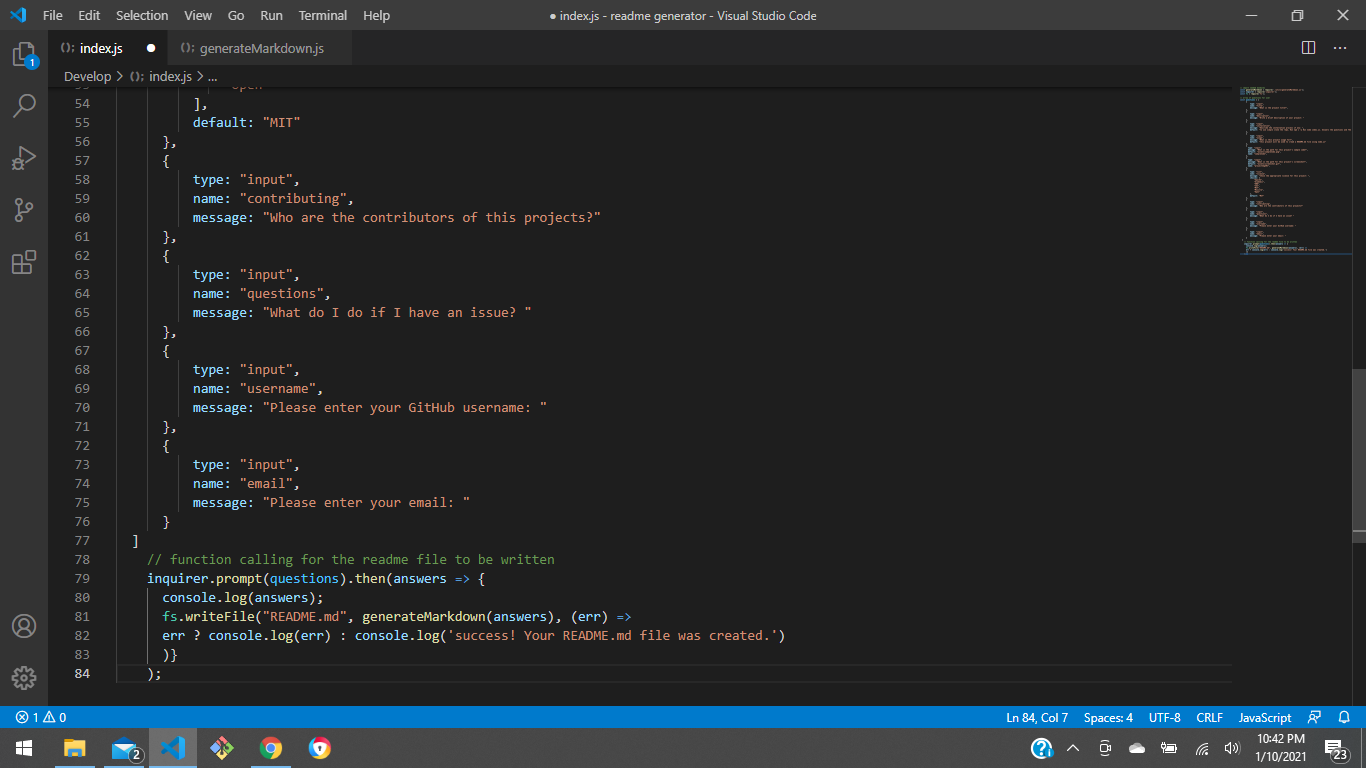 File Edit Selection View Go Run Terminal Help ● index.js - readme generator - Visual Studio Code
index.js ● generateMarkdown.js
Develop > index.js > ...
1
53 open
54 ],
55 default: "MIT"
56 },
57 {
58 type: "input",
59 name: "contributing",
60 message: "Who are the contributors of this projects?"
61 },
62 {
63 type: "input",
64 name: "questions",
65 message: "What do I do if I have an issue? "
66 },
67 {
68 type: "input",
69 name: "username",
70 message: "Please enter your GitHub username: "
71 },
72 {
73 type: "input",
74 name: "email",
75 message: "Please enter your email: "
76 }
77 ]
78 // function calling for the readme file to be written
79 inquirer.prompt(questions).then(answers => {
80 console.log(answers);
81 fs.writeFile("README.md", generateMarkdown(answers), (err) =>
82 err ? console.log(err) : console.log('success! Your README.md file was created.')
83 )}
84 );
1 0 Ln 84, Col 7 Spaces: 4 UTF-8 CRLF JavaScript
2 10:42 PM
1/10/2021 23